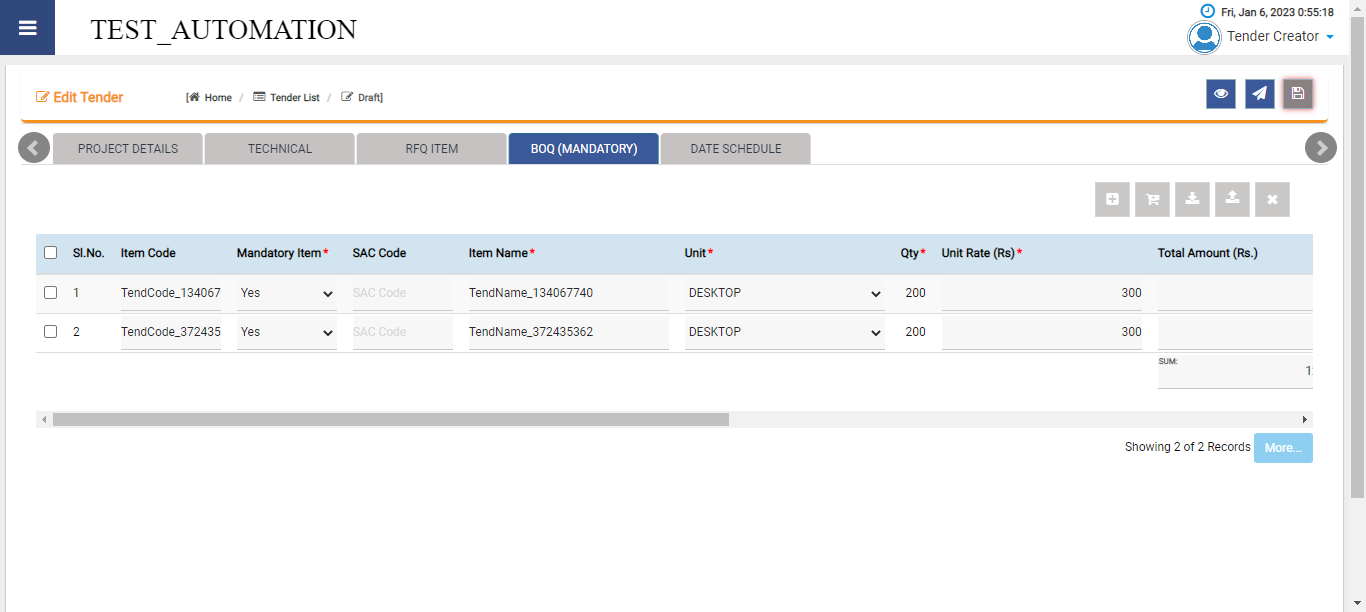 Fri, Jan 6, 2023 0:55:18
TEST_AUTOMATION
Tender Creator
Edit Tender
[Home / Tender List / Draft]
PROJECT DETAILS TECHNICAL RFQ ITEM BOQ (MANDATORY) DATE SCHEDULE
Sl.No. Item Code Mandatory Item* SAC Code Item Name* Unit* Qty* Unit Rate (Rs)* Total Amount (Rs.)
1 TendCode_134067 Yes SAC Code TendName_134067740 DESKTOP 200 300
2 TendCode_372435 Yes SAC Code TendName_372435362 DESKTOP 200 300
SUM:
Showing 2 of 2 Records More...